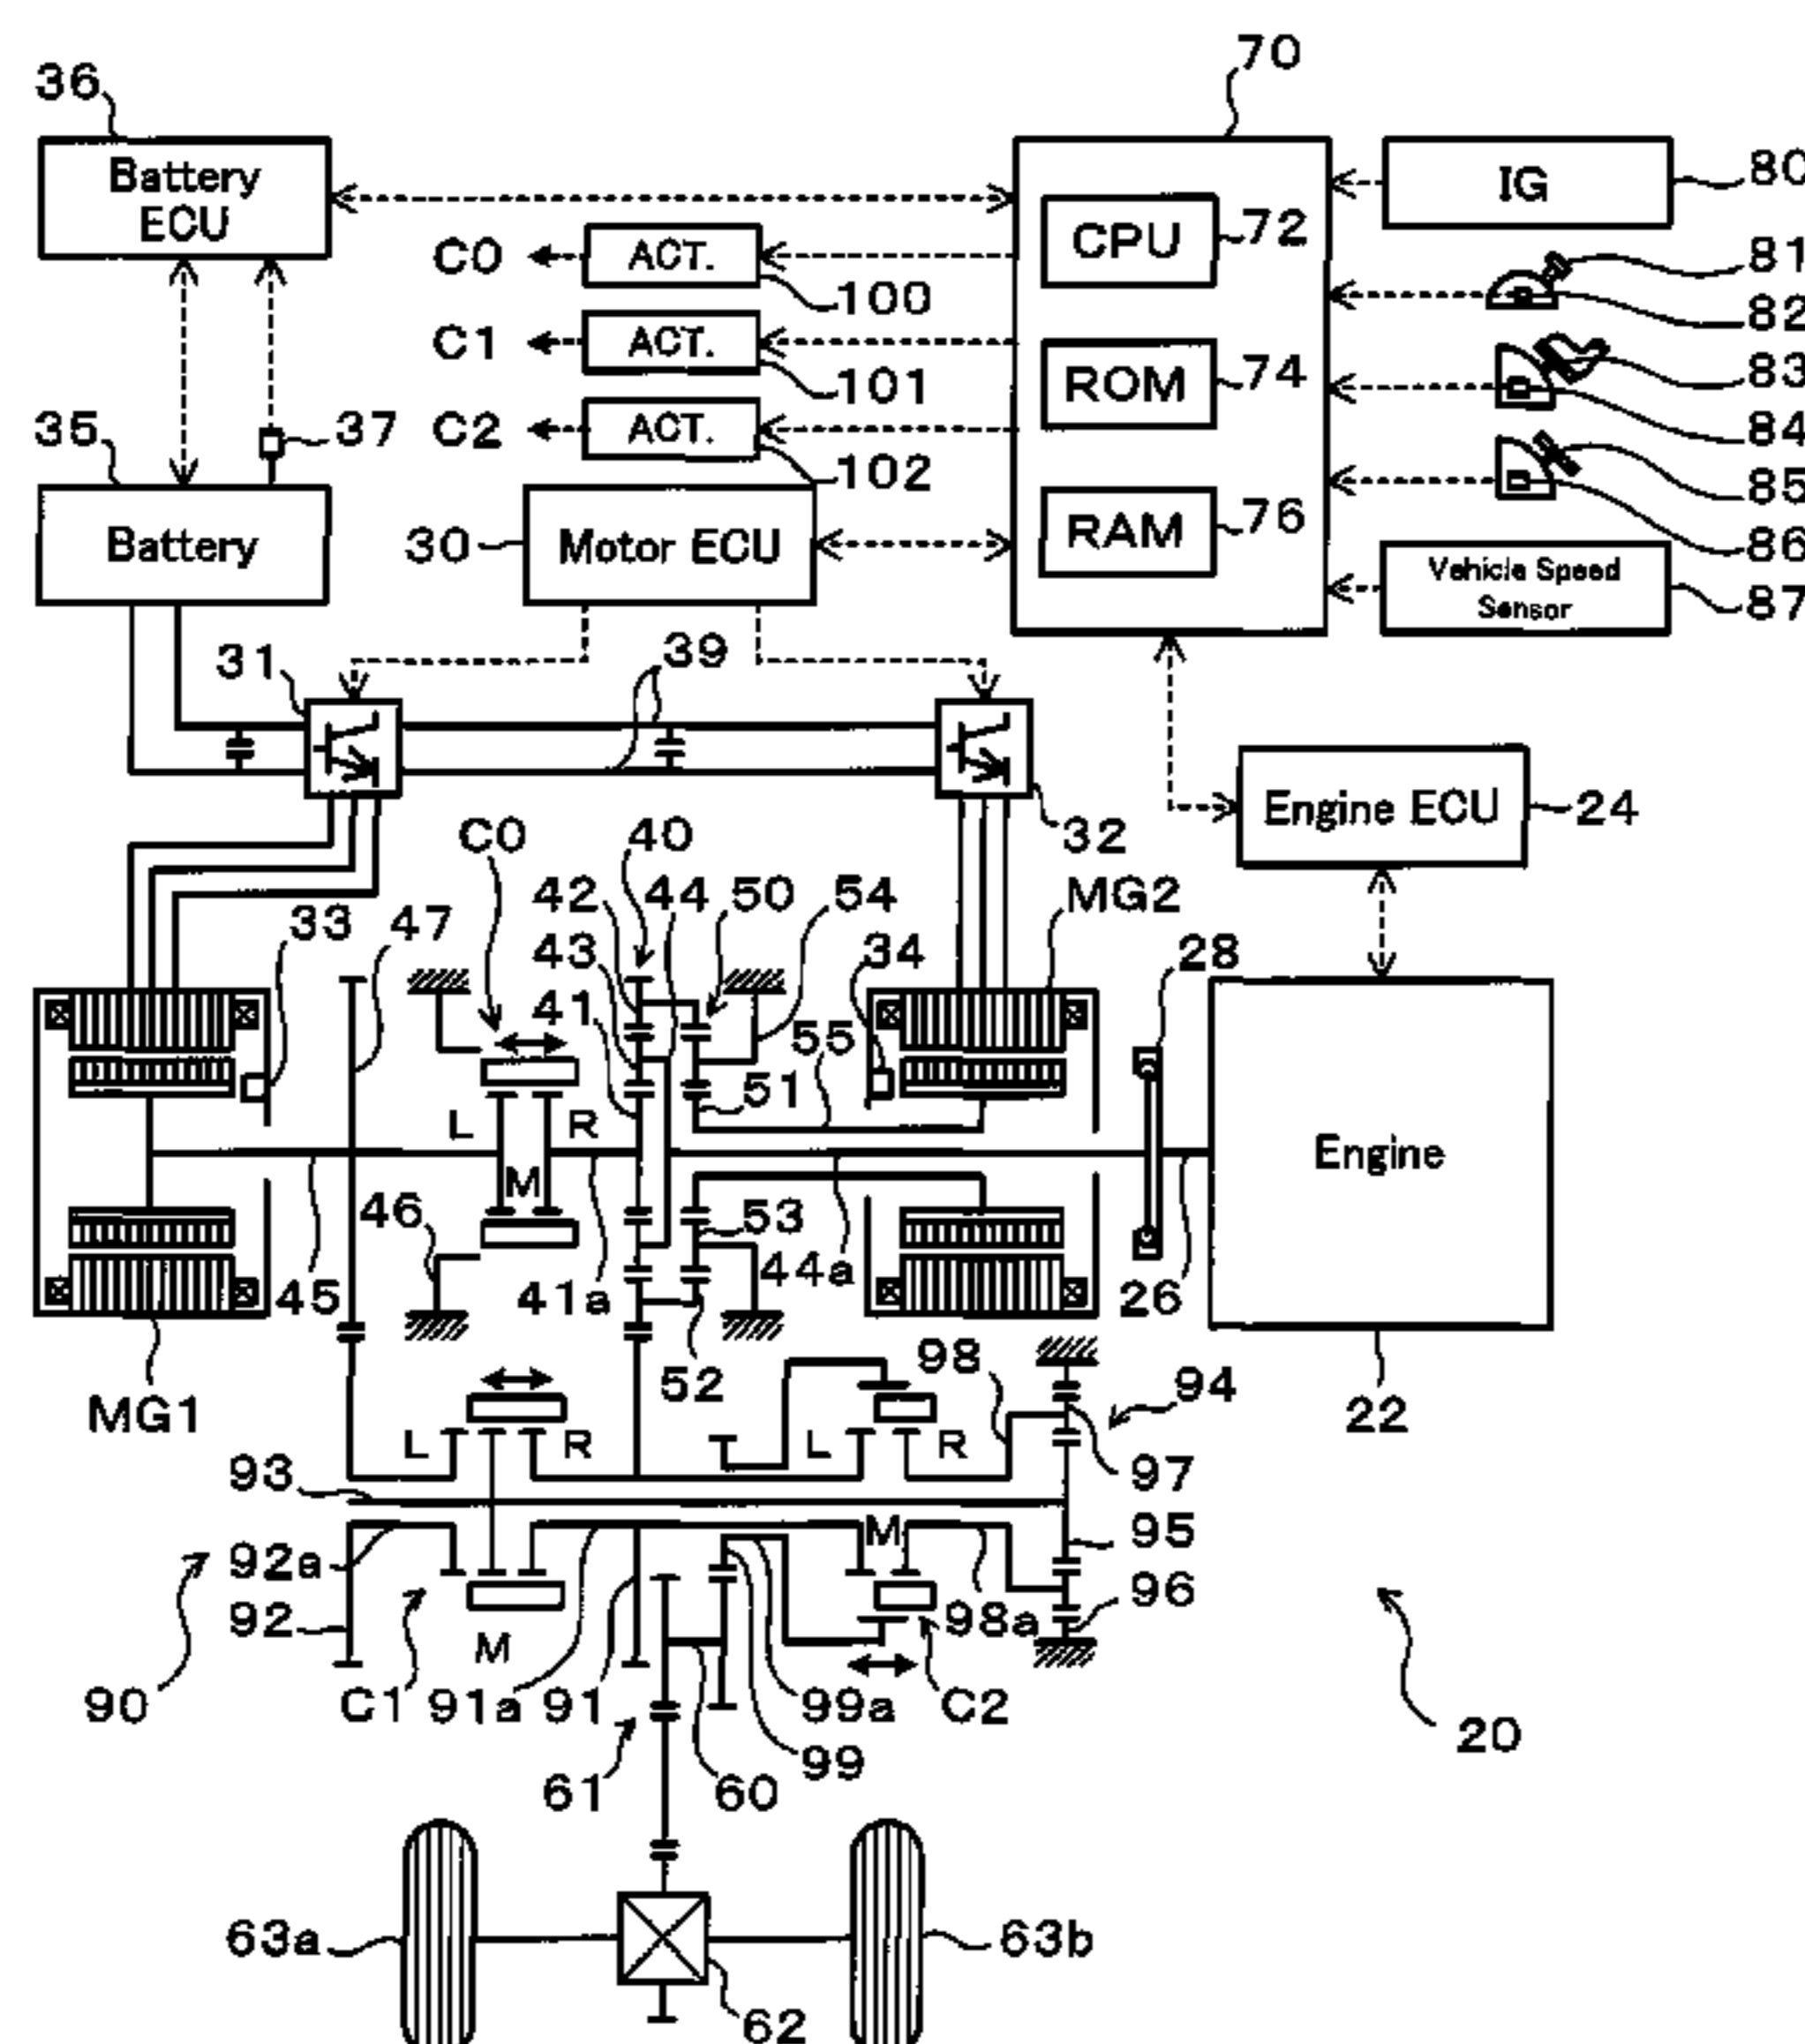 70
36
Battery
ECU
IG
80
CPU
72
C0
ACT.
100
81
82
C1
ACT.
101
ROM
74
83
84
35
37
C2
ACT.
102
85
86
Battery
30
Motor ECU
RAM
76
Vehicle Speed
Sensor
87
31
39
Engine ECU
24
C0
40
32
42
44
50
54
MG2
33
47
43
34
28
41
55
51
L
R
M
Engine
46
53
44a
45
41a
26
52
98
94
MG1
22
L
R
L
R
93
97
92a
M
95
92
98a
96
M
90
C1
91a
91
99a
C2
20
61
60
99
63a
63b
62